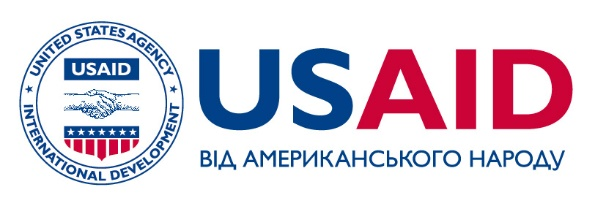 UNITED STATES AGENCY
USAID
INTERNATIONAL DEVELOPMENT
USAID
ВІД АМЕРИКАНСЬКОГО НАРОДУ